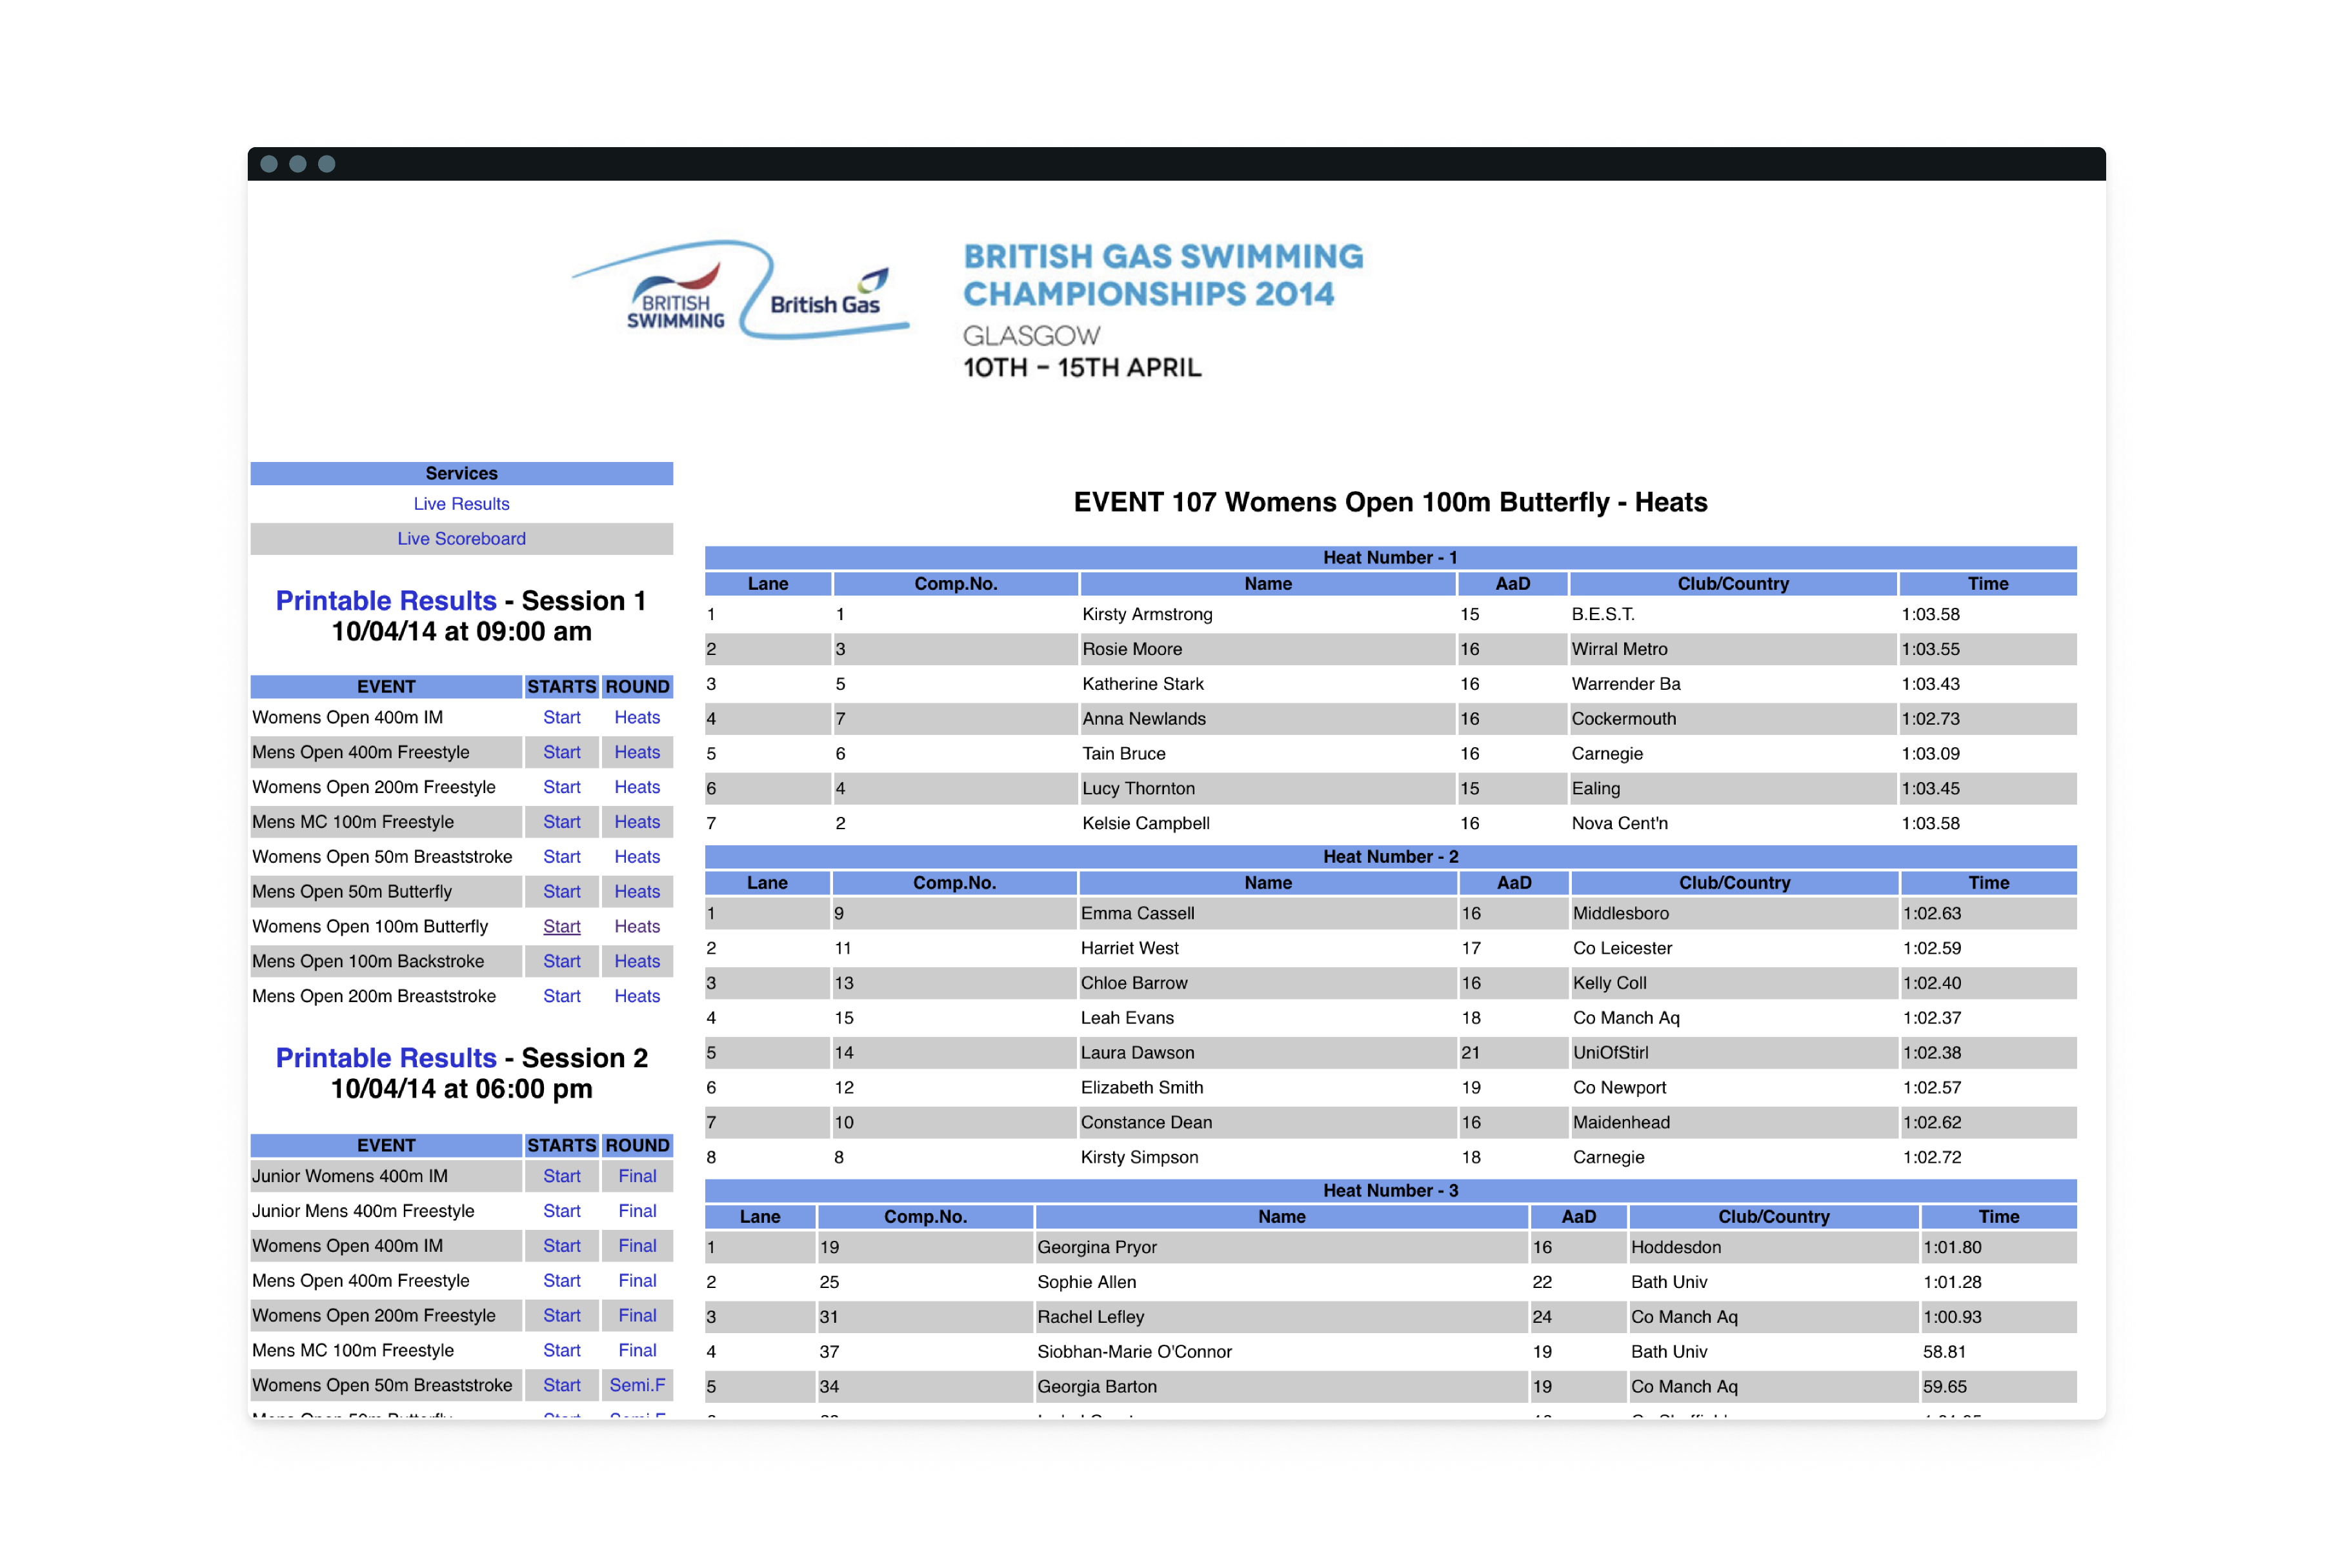 BRITISH
SWIMMING
British Gas
BRITISH GAS SWIMMING
CHAMPIONSHIPS 2014
GLASGOW
10TH – 15TH APRIL
Services
Live Results
Live Scoreboard
Printable Results - Session 1
10/04/14 at 09:00 am
EVENT STARTS ROUND
Womens Open 400m IM Start Heats
Mens Open 400m Freestyle Start Heats
Womens Open 200m Freestyle Start Heats
Mens MC 100m Freestyle Start Heats
Womens Open 50m Breaststroke Start Heats
Mens Open 50m Butterfly Start Heats
Womens Open 100m Butterfly Start Heats
Mens Open 100m Backstroke Start Heats
Mens Open 200m Breaststroke Start Heats
Printable Results - Session 2
10/04/14 at 06:00 pm
EVENT STARTS ROUND
Junior Womens 400m IM Start Final
Junior Mens 400m Freestyle Start Final
Womens Open 400m IM Start Final
Mens Open 400m Freestyle Start Final
Womens Open 200m Freestyle Start Final
Mens MC 100m Freestyle Start Final
Womens Open 50m Breaststroke Start Semi.F
Mens Open 50m Butterfly Start Semi.F
EVENT 107 Womens Open 100m Butterfly - Heats
Heat Number - 1
Lane Comp.No. Name AaD Club/Country Time
1 1 Kirsty Armstrong 15 B.E.S.T. 1:03.58
2 3 Rosie Moore 16 Wirral Metro 1:03.55
3 5 Katherine Stark 16 Warrender Ba 1:03.43
4 7 Anna Newlands 16 Cockermouth 1:02.73
5 6 Tain Bruce 16 Carnegie 1:03.09
6 4 Lucy Thornton 15 Ealing 1:03.45
7 2 Kelsie Campbell 16 Nova Cent'n 1:03.58
Heat Number - 2
Lane Comp.No. Name AaD Club/Country Time
1 9 Emma Cassell 16 Middlesboro 1:02.63
2 11 Harriet West 17 Co Leicester 1:02.59
3 13 Chloe Barrow 16 Kelly Coll 1:02.40
4 15 Leah Evans 18 Co Manch Aq 1:02.37
5 14 Laura Dawson 21 UniOfStirl 1:02.38
6 12 Elizabeth Smith 19 Co Newport 1:02.57
7 10 Constance Dean 16 Maidenhead 1:02.62
8 8 Kirsty Simpson 18 Carnegie 1:02.72
Heat Number - 3
Lane Comp.No. Name AaD Club/Country Time
1 19 Georgina Pryor 16 Hoddesdon 1:01.80
2 25 Sophie Allen 22 Bath Univ 1:01.28
3 31 Rachel Lefley 24 Co Manch Aq 1:00.93
4 37 Siobhan-Marie O'Connor 19 Bath Univ 58.81
5 34 Georgia Barton 19 Co Manch Aq 59.65